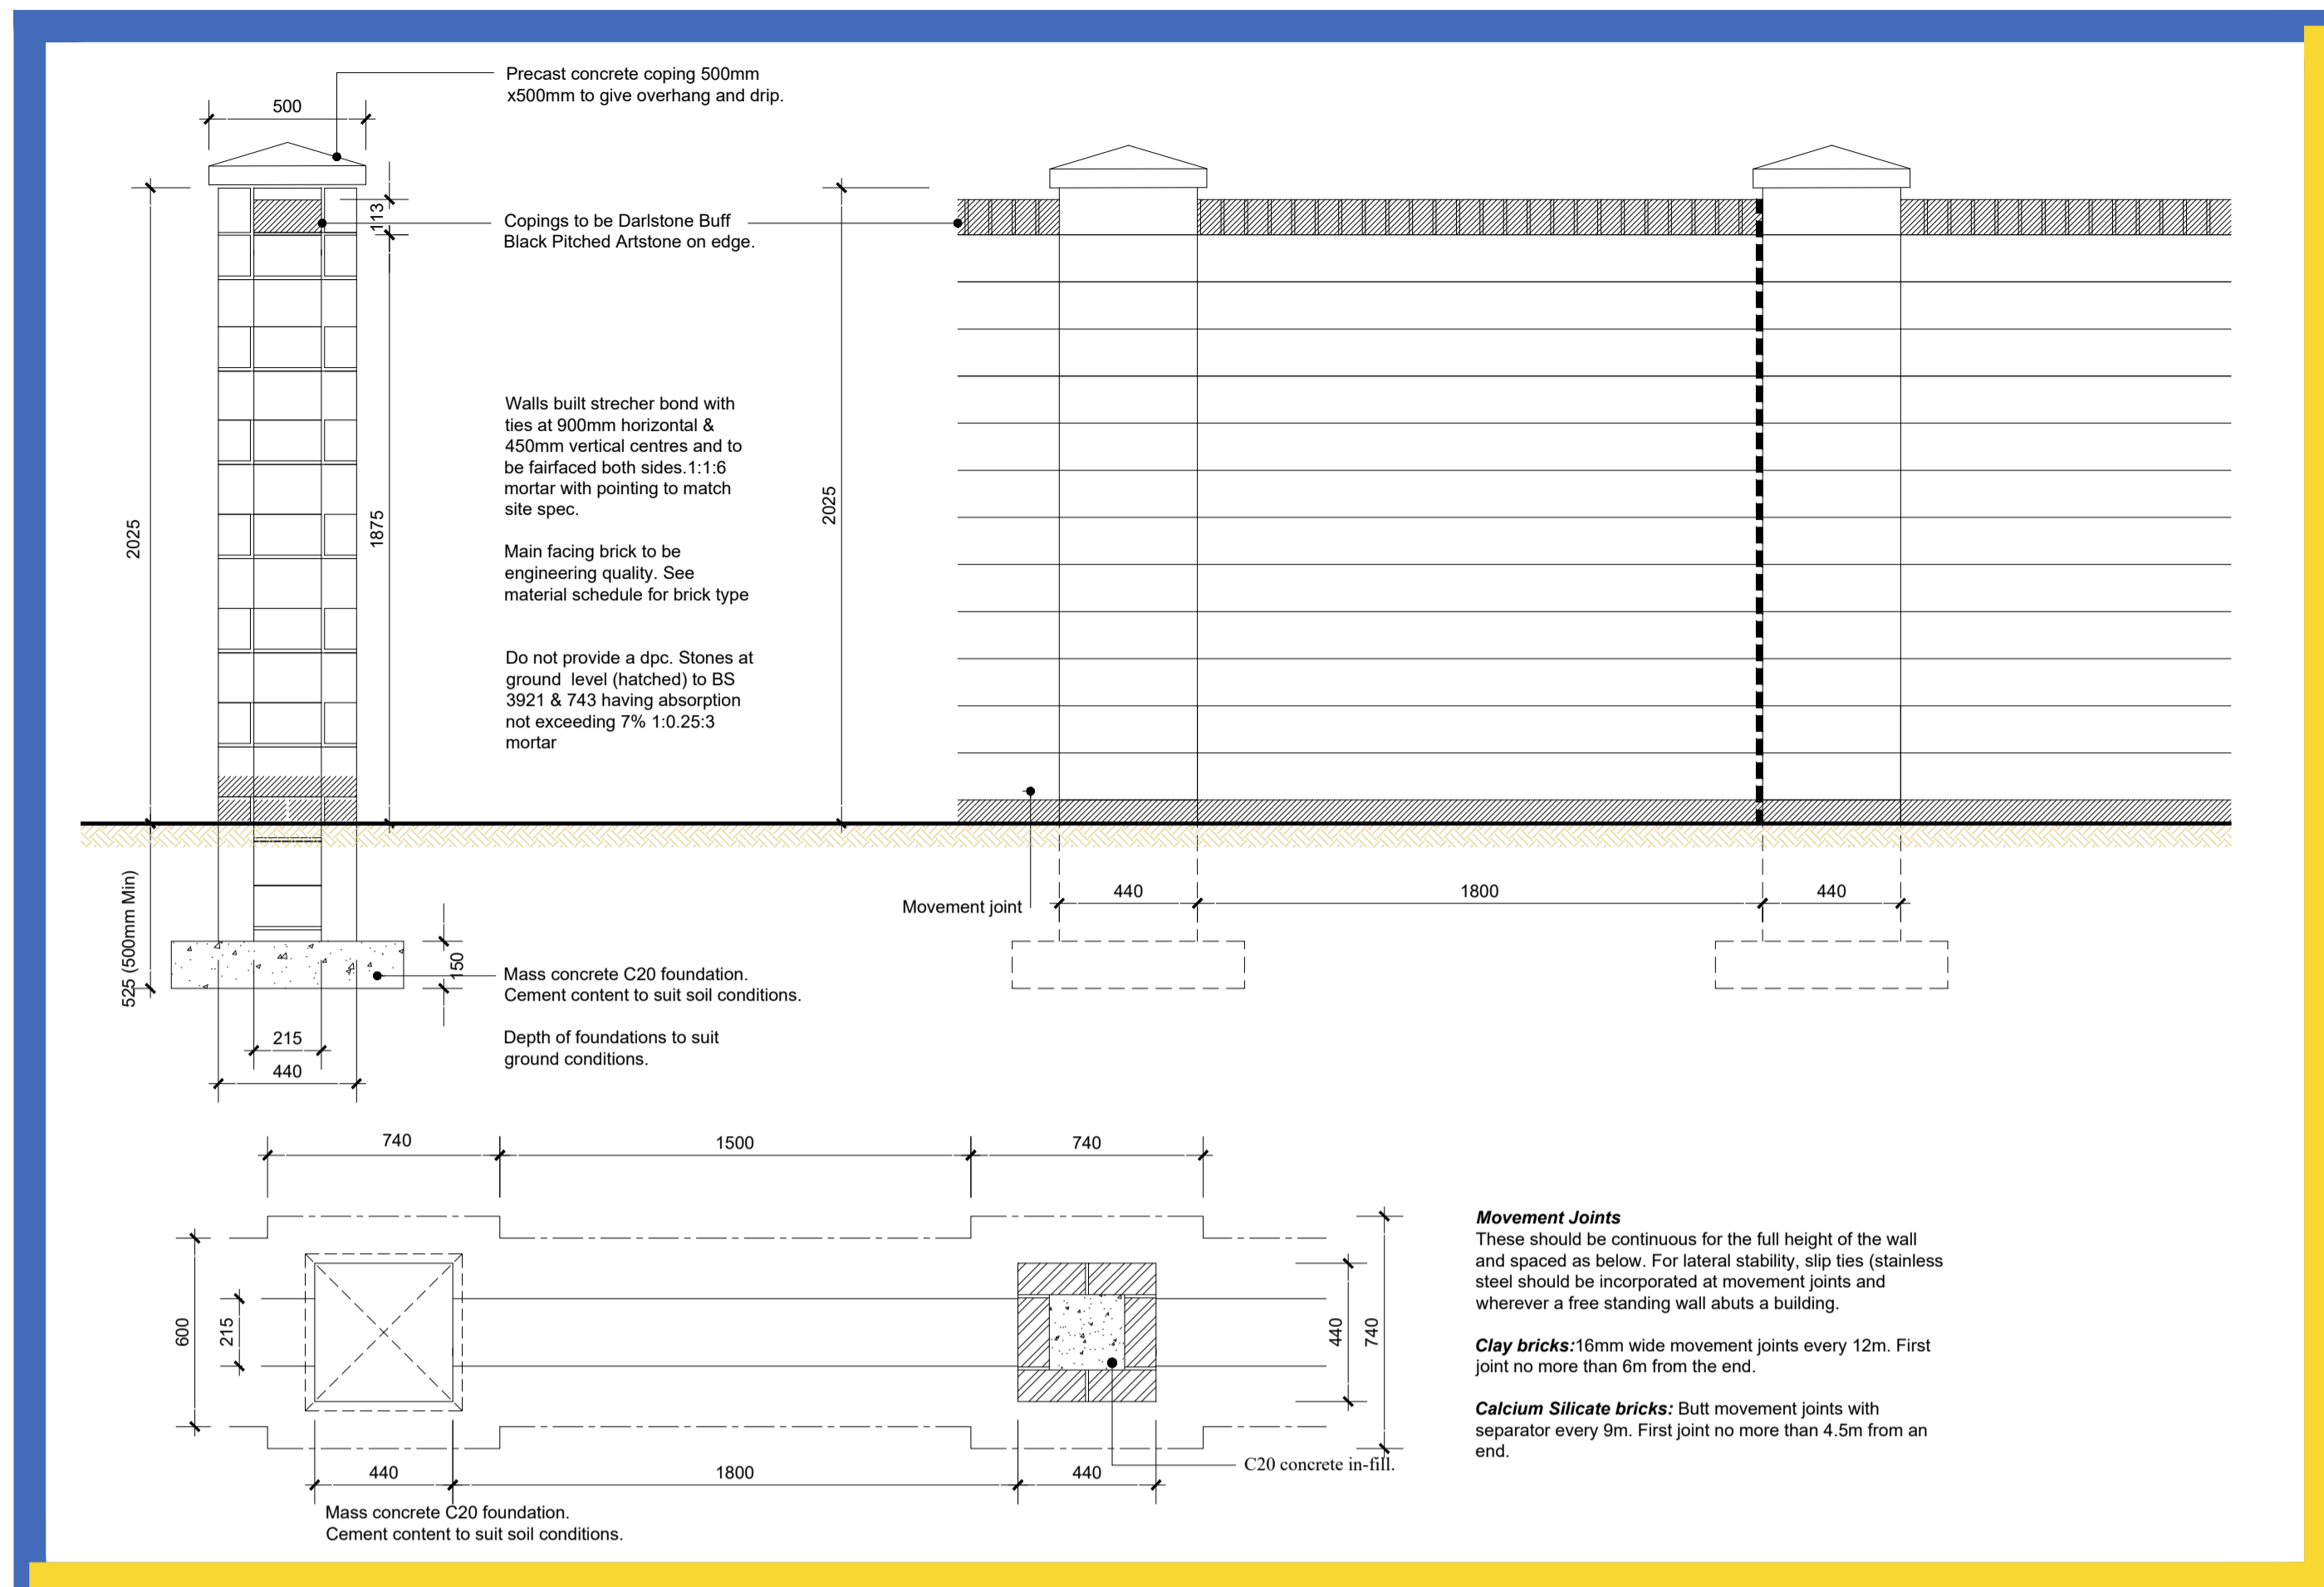 Precast concrete coping 500mm
x500mm to give overhang and drip.
500
113
Copings to be Darlstone Buff
Black Pitched Artstone on edge.
Walls built strecher bond with
ties at 900mm horizontal &
450mm vertical centres and to
be fairfaced both sides.1:1:6
mortar with pointing to match
site spec.
2025
1875
2025
Main facing brick to be
engineering quality. See
material schedule for brick type
Do not provide a dpc. Stones at
ground level (hatched) to BS
3921 & 743 having absorption
not exceeding 7% 1:0.25:3
mortar
525 (500mm Min)
Movement joint
440
1800
440
150
Mass concrete C20 foundation.
Cement content to suit soil conditions.
Depth of foundations to suit
ground conditions.
215
440
740
1500
740
600
215
440
740
440
1800
440
C20 concrete in-fill.
Mass concrete C20 foundation.
Cement content to suit soil conditions.
Movement Joints
These should be continuous for the full height of the wall
and spaced as below. For lateral stability, slip ties (stainless
steel should be incorporated at movement joints and
wherever a free standing wall abuts a building.
Clay bricks:16mm wide movement joints every 12m. First
joint no more than 6m from the end.
Calcium Silicate bricks: Butt movement joints with
separator every 9m. First joint no more than 4.5m from an
end.